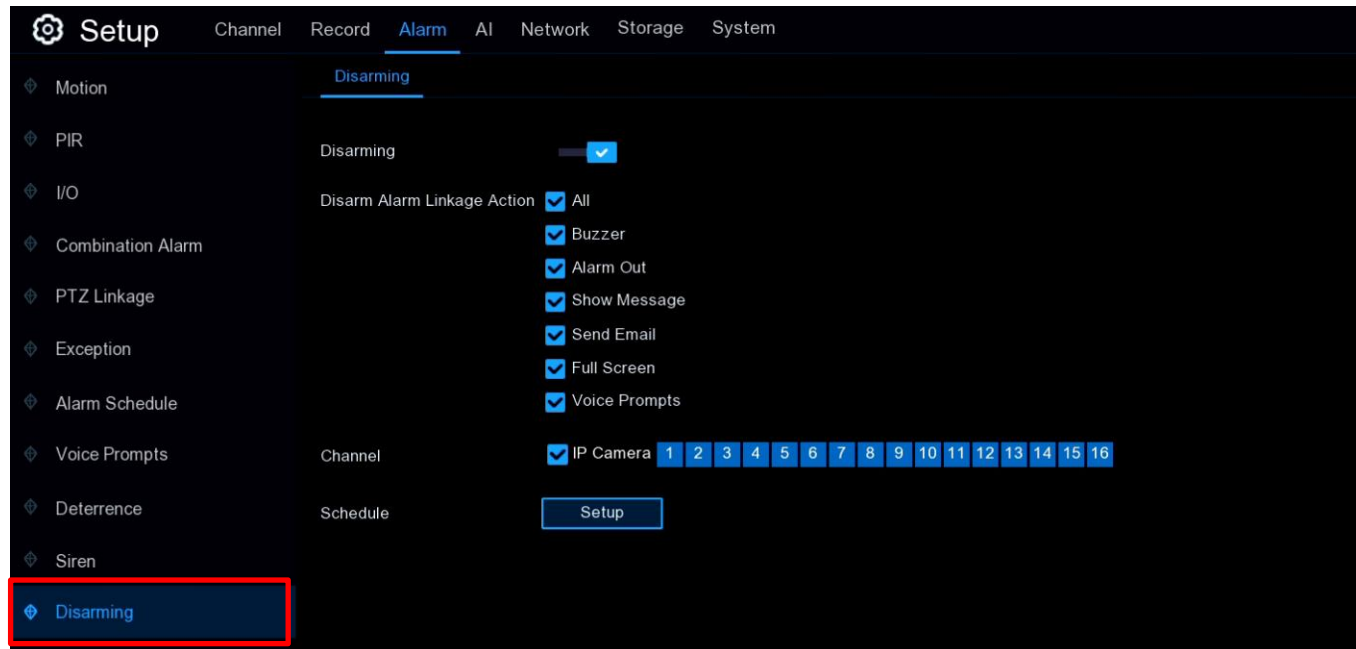 Setup Channel Record Alarm AI Network Storage System
Motion
PIR
I/O
Combination Alarm
PTZ Linkage
Exception
Alarm Schedule
Voice Prompts
Deterrence
Siren
Disarming
Disarming
Disarming
Disarm Alarm Linkage Action All
Buzzer
Alarm Out
Show Message
Send Email
Full Screen
Voice Prompts
Channel IP Camera 1 2 3 4 5 6 7 8 9 10 11 12 13 14 15 16
Schedule Setup